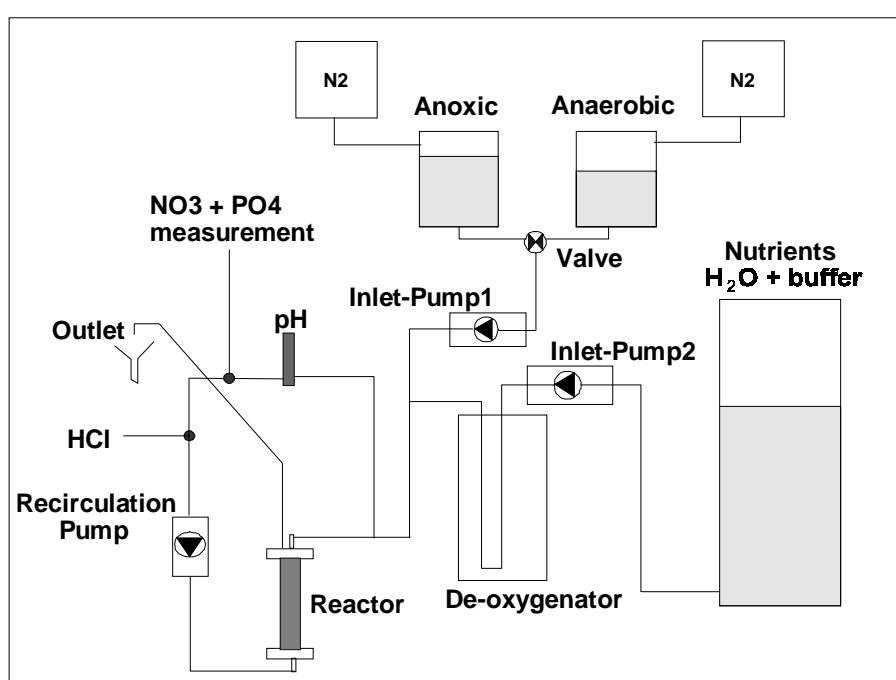 N2
N2
Anoxic
Anaerobic
NO3 + PO4
measurement
Valve
Nutrients
H₂O + buffer
Inlet-Pump1
Outlet
pH
Inlet-Pump2
HCl
Recirculation
Pump
Reactor
De-oxygenator